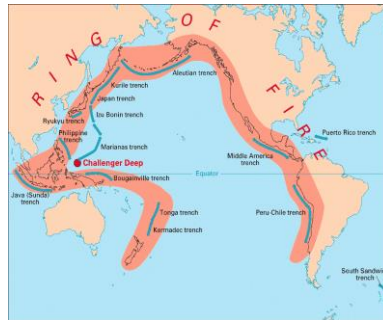 RING OF FIRE
Aleutian trench
Kurile trench
Japan trench
Izu Bonin trench
Ryukyu trench
Philippine
trench
Marianas trench
Challenger Deep
Equator
Bougainville trench
Java (Sunda)
trench
Tonga trench
Kermadec trench
Middle America
trench
Puerto Rico trench
Peru-Chile trench
South Sandwi
trench